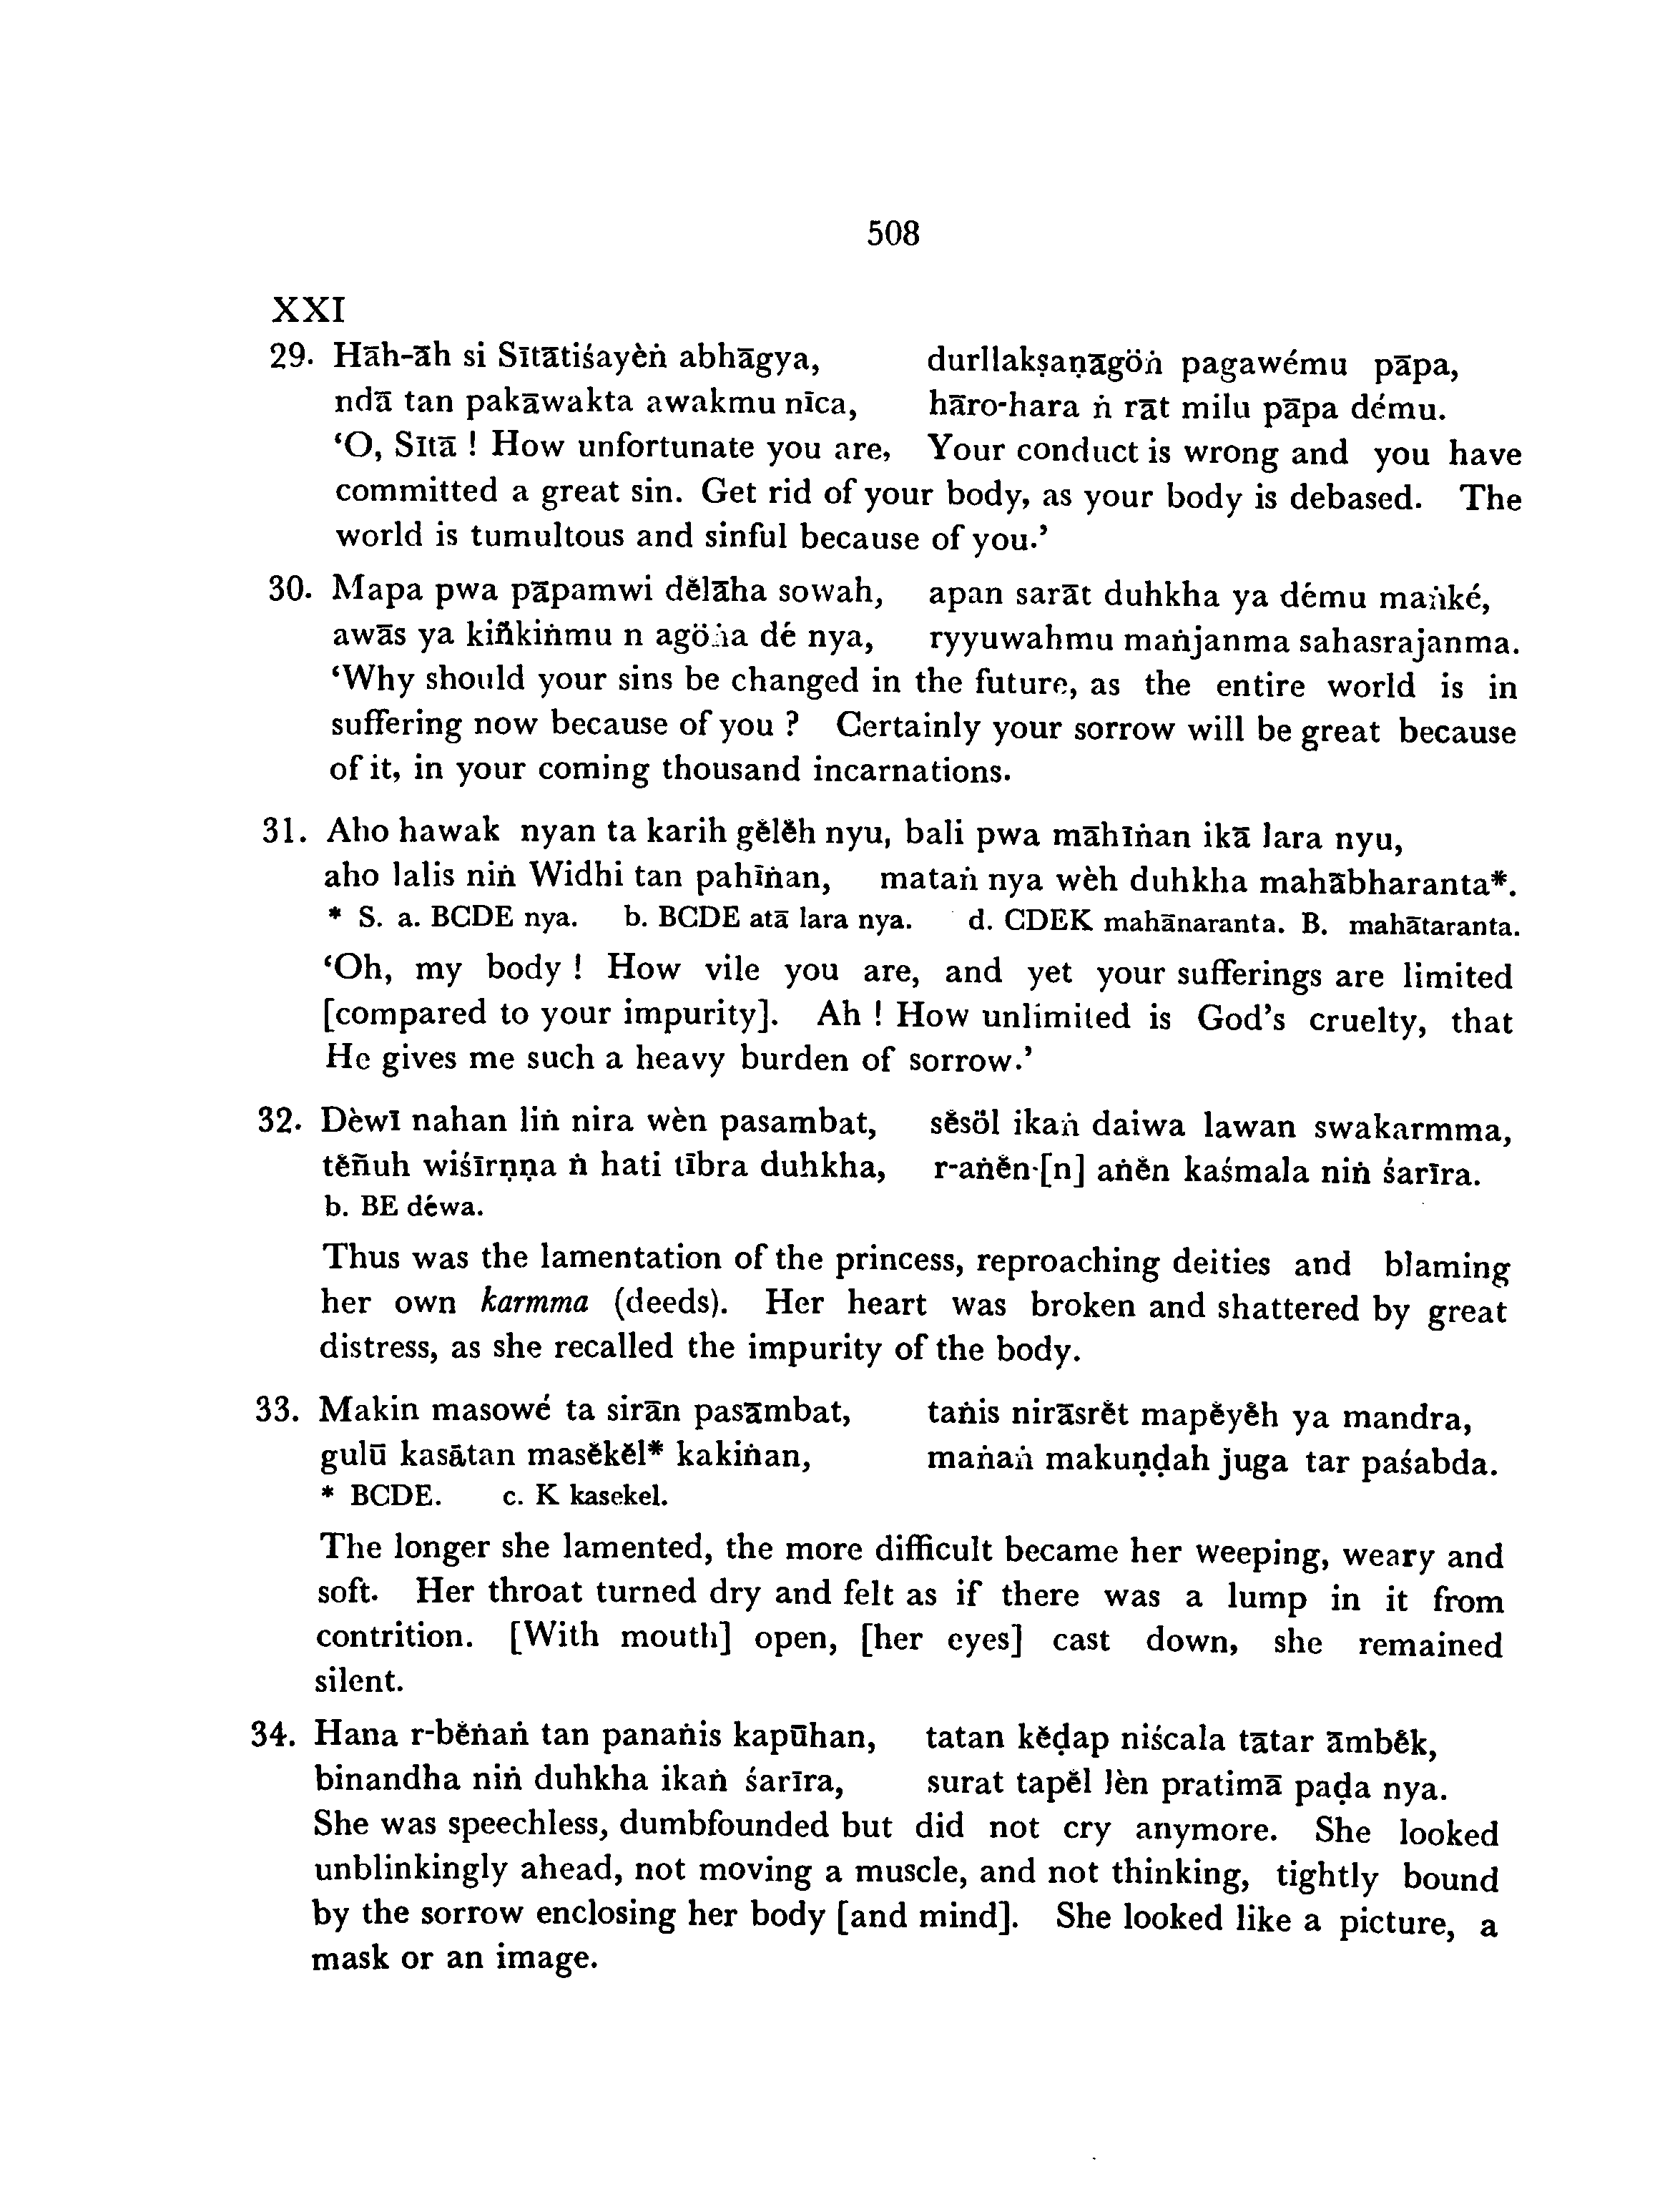 508
XXI
29. Hāh-āh si Sītātiśayèṅ abhāgya, durllakṣaṇāgöṅ pagawému pāpa,
ndā tan pakāwakta awakmu nīca, hāro-hara ṅ rāt milu pāpa dému.
‘O, Sītā ! How unfortunate you are, Your conduct is wrong and you have
committed a great sin. Get rid of your body, as your body is debased. The
world is tumultous and sinful because of you.’
30. Mapa pwa pāpamwi dĕlāha sowah, apan sarāt duhkha ya dému maṅké,
awās ya kiñkiṅmu n agöṅa dé nya, ryyuwahmu maṅjanma sahasrajanma.
‘Why should your sins be changed in the future, as the entire world is in
suffering now because of you ? Certainly your sorrow will be great because
of it, in your coming thousand incarnations.
31. Aho hawak nyan ta karih gĕlĕh nyu, bali pwa māhīṅan ikā lara nyu,
aho lalis niṅ Widhi tan pahīṅan, mataṅ nya wèh duhkha mahābharanta*.
* S. a. BCDE nya. b. BCDE atā lara nya. d. CDEK mahānaranta. B. mahātaranta.
‘Oh, my body ! How vile you are, and yet your sufferings are limited
[compared to your impurity]. Ah ! How unlimited is God’s cruelty, that
He gives me such a heavy burden of sorrow.’
32. Dèwī nahan liṅ nira wèn pasambat, sĕsöl ikaṅ daiwa lawan swakarmma,
tĕñuh wiśīrṇṇa ṅ hati tībra duhkha, r-aṅĕn-[n] aṅĕn kaśmala niṅ śarīra.
b. BE déwa.
Thus was the lamentation of the princess, reproaching deities and blaming
her own karmma (deeds). Her heart was broken and shattered by great
distress, as she recalled the impurity of the body.
33. Makin masowé ta sirān pasāmbat, taṅis nirāsrĕt mapĕyĕh ya mandra,
gulū kasātan masĕkĕl* kakiṅan, maṅaṅ makuṇḍah juga tar paśabda.
* BCDE. c. K kasekel.
The longer she lamented, the more difficult became her weeping, weary and
soft. Her throat turned dry and felt as if there was a lump in it from
contrition. [With mouth] open, [her eyes] cast down, she remained
silent.
34. Hana r-bĕṅaṅ tan panaṅis kapūhan, tatan kĕḍap niścala tātar āmbĕk,
binandha niṅ duhkha ikaṅ śarīra, surat tapĕl lèn pratimā paḍa nya.
She was speechless, dumbfounded but did not cry anymore. She looked
unblinkingly ahead, not moving a muscle, and not thinking, tightly bound
by the sorrow enclosing her body [and mind]. She looked like a picture, a
mask or an image.